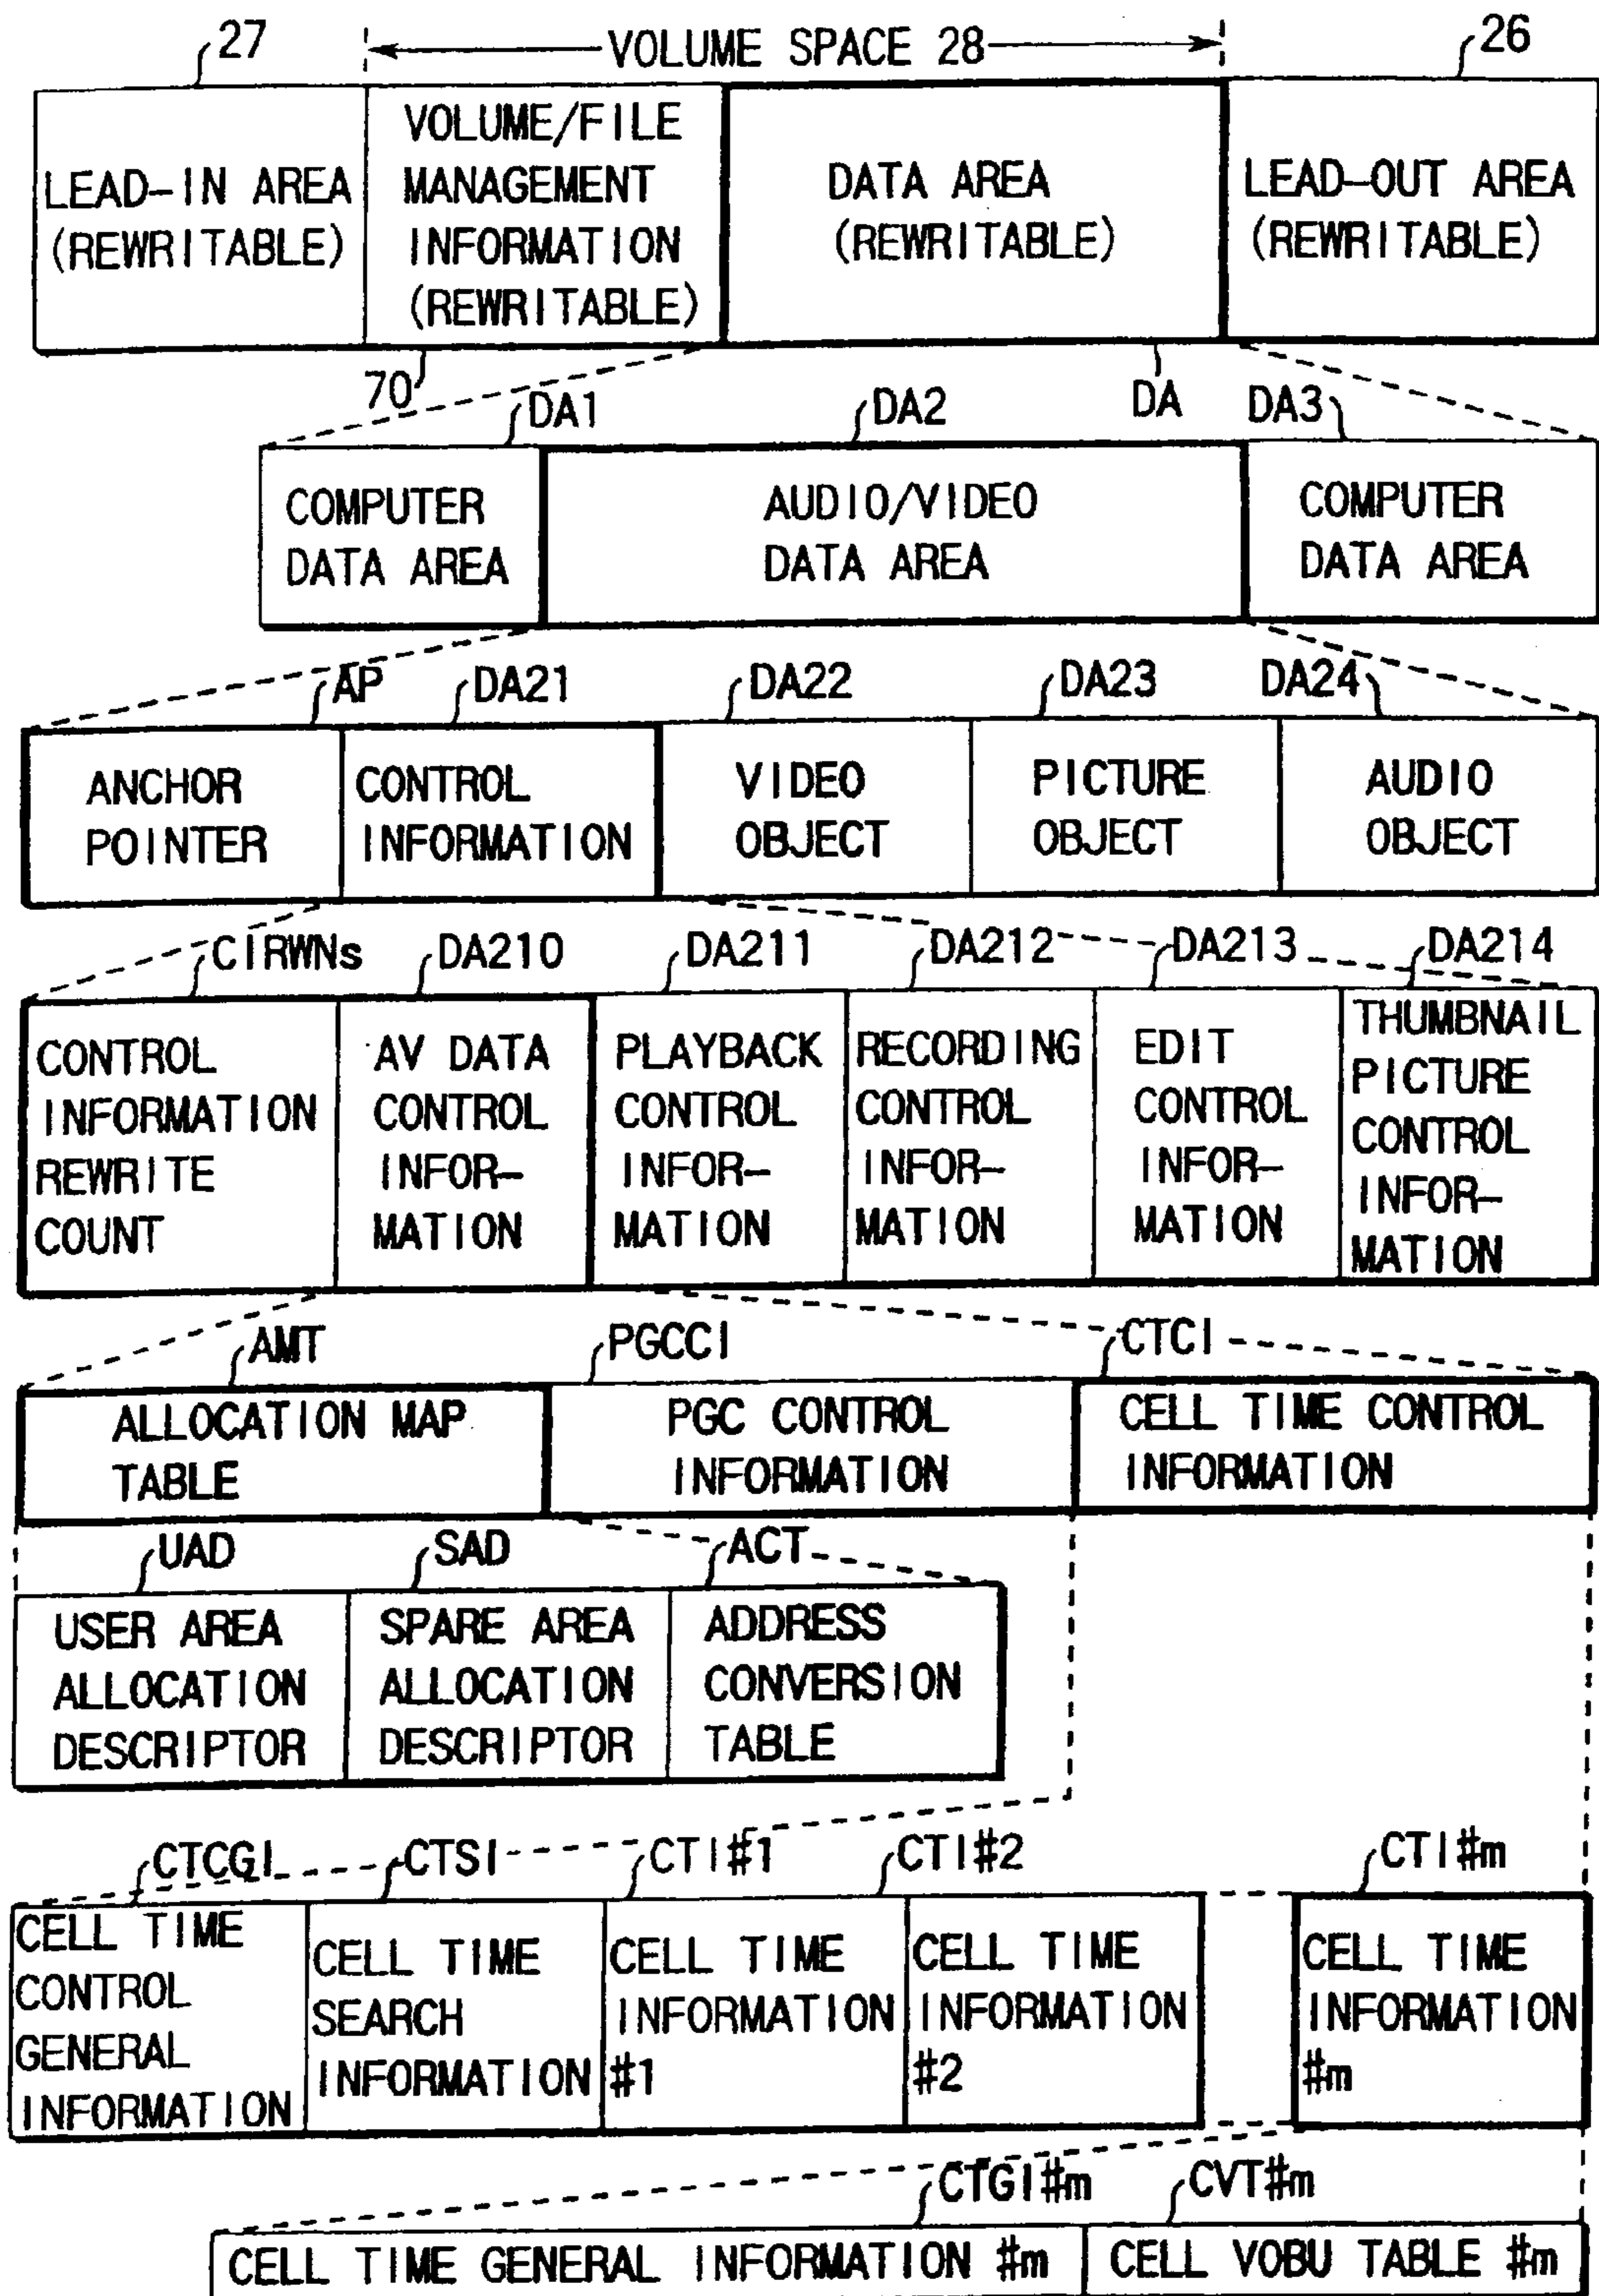 27
VOLUME SPACE 28
26
LEAD-IN AREA
(REWRITABLE)
VOLUME/FILE
MANAGEMENT
INFORMATION
(REWRITABLE)
DATA AREA
(REWRITABLE)
LEAD-OUT AREA
(REWRITABLE)
70
DA1
DA2
DA
DA3
COMPUTER
DATA AREA
AUDIO/VIDEO
DATA AREA
COMPUTER
DATA AREA
AP
DA21
DA22
DA23
DA24
ANCHOR
POINTER
CONTROL
INFORMATION
VIDEO
OBJECT
PICTURE
OBJECT
AUDIO
OBJECT
CIRWNs
DA210
DA211
DA212
DA213
DA214
CONTROL
INFORMATION
REWRITE
COUNT
AV DATA
CONTROL
INFOR-
MATION
PLAYBACK
CONTROL
INFOR-
MATION
RECORDING
CONTROL
INFOR-
MATION
EDIT
CONTROL
INFOR-
MATION
THUMBNAIL
PICTURE
CONTROL
INFOR-
MATION
AMT
PGCCI
CTCI
ALLOCATION MAP
TABLE
PGC CONTROL
INFORMATION
CELL TIME CONTROL
INFORMATION
UAD
SAD
ACT
USER AREA
ALLOCATION
DESCRIPTOR
SPARE AREA
ALLOCATION
DESCRIPTOR
ADDRESS
CONVERSION
TABLE
CTCGI
CTSI
CTI#1
CTI#2
CTI#m
CELL TIME
CONTROL
GENERAL
INFORMATION
CELL TIME
SEARCH
INFORMATION
CELL TIME
INFORMATION
#1
CELL TIME
INFORMATION
#2
CELL TIME
INFORMATION
#m
CTGI#m
CVT#m
CELL TIME GENERAL INFORMATION #m
CELL VOBU TABLE #m